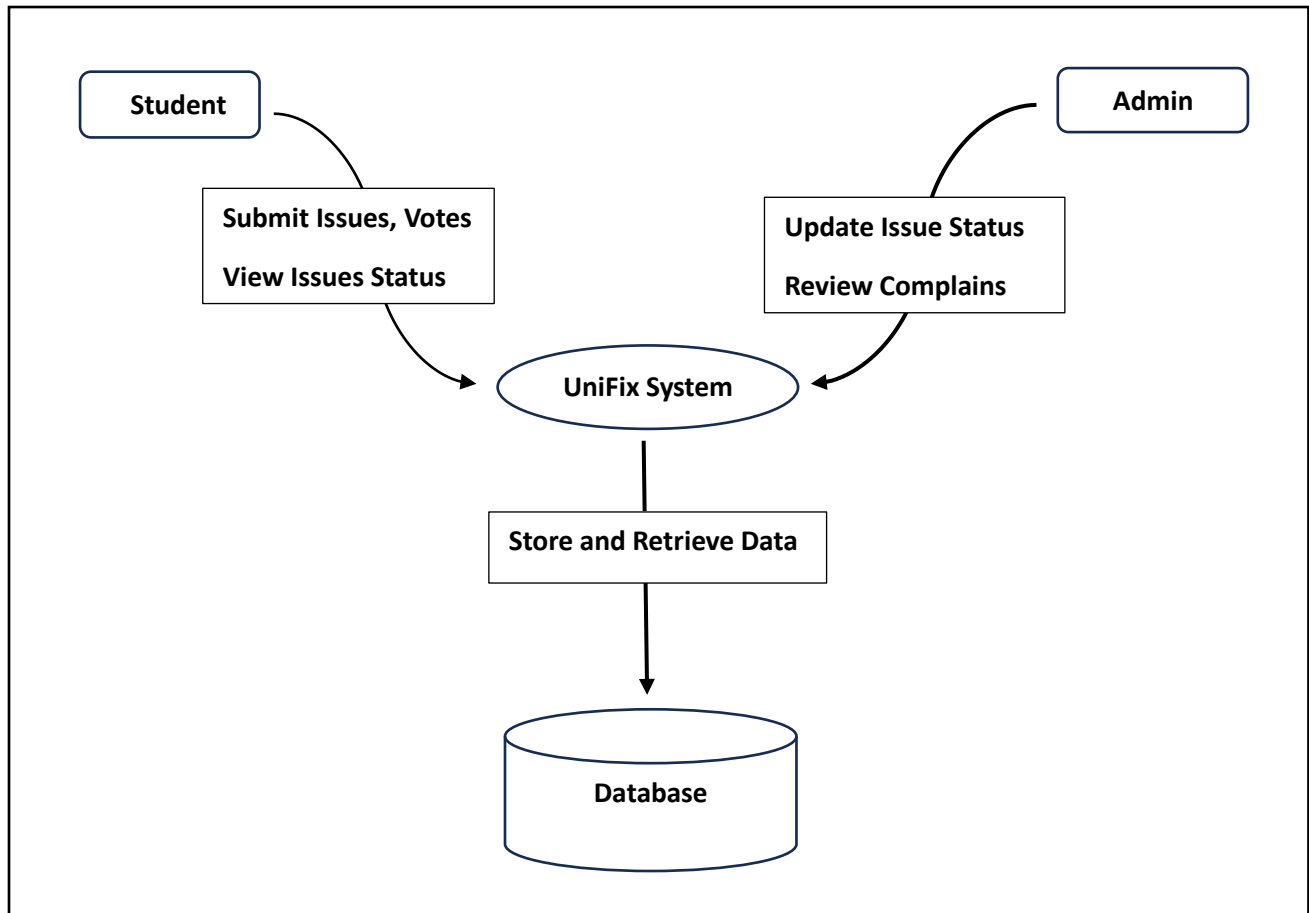 Student
Admin
Submit Issues, Votes
View Issues Status
Update Issue Status
Review Complains
UniFix System
Store and Retrieve Data
Database